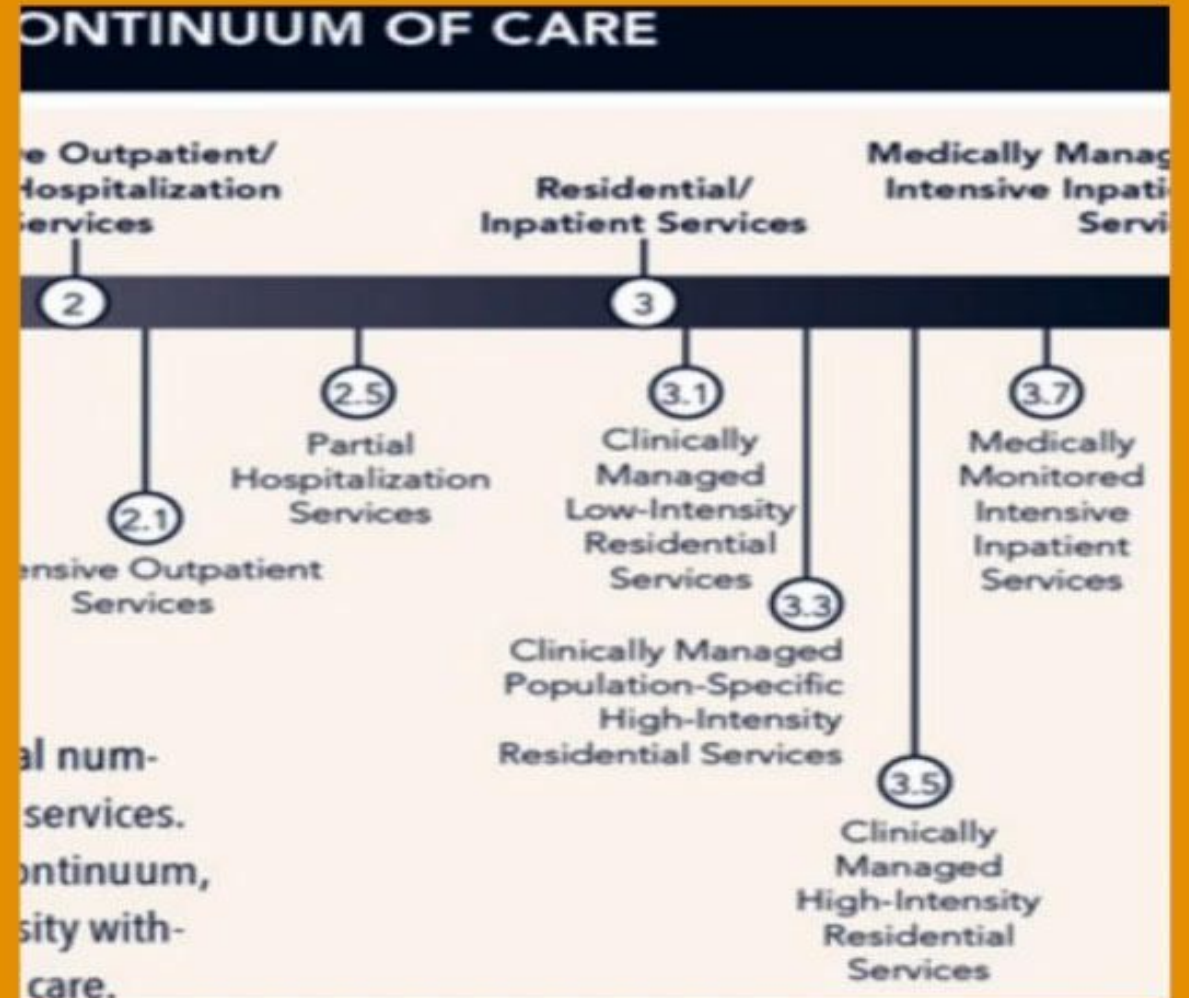 ONTINUUM OF CARE
e Outpatient/
Hospitalization
Services
Residential/
Inpatient Services
Medically Manag
Intensive Inpati
Servi
2
3
2.1
ensive Outpatient
Services
2.5
Partial
Hospitalization
Services
3.1
Clinically
Managed
Low-Intensity
Residential
Services
3.3
Clinically Managed
Population-Specific
High-Intensity
Residential Services
3.5
Clinically
Managed
High-Intensity
Residential
Services
3.7
Medically
Monitored
Intensive
Inpatient
Services
al num-
services.
ontinuum,
sity with-
care.